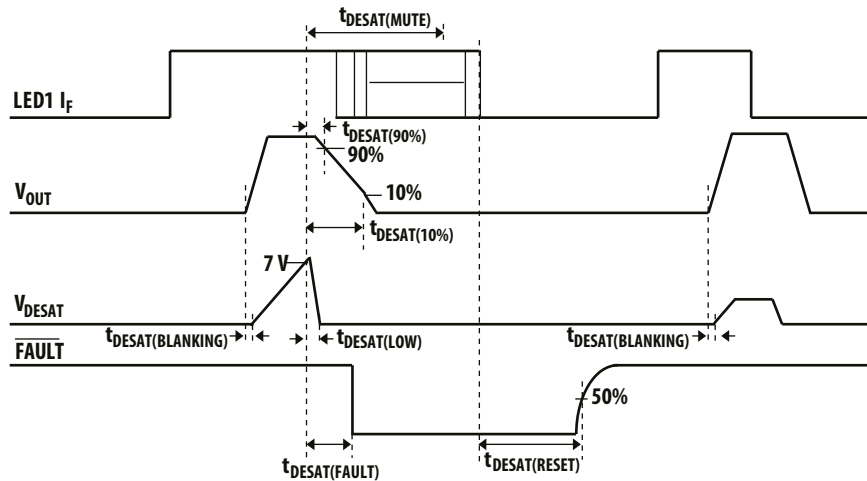 tDESAT(MUTE)
LED1 IF
tDESAT(90%)
90%
VOUT
10%
tDESAT(10%)
7 V
VDESAT
tDESAT(BLANKING)
tDESAT(LOW)
tDESAT(BLANKING)
FAULT
50%
tDESAT(FAULT)
tDESAT(RESET)